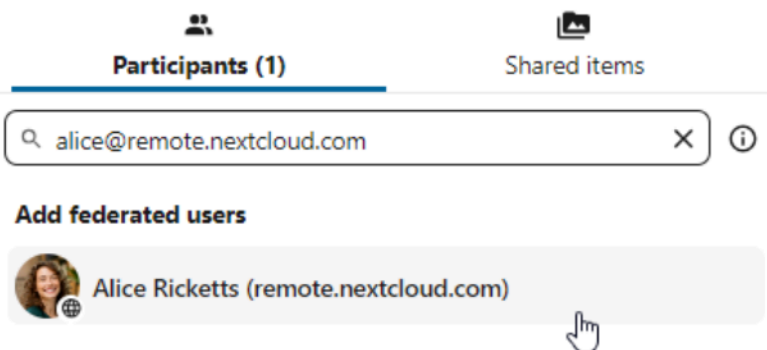 Participants (1)
Shared items
alice@remote.nextcloud.com
Add federated users
Alice Ricketts (remote.nextcloud.com)